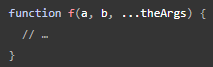 function f(a, b, ...theArgs) {
  // …
}